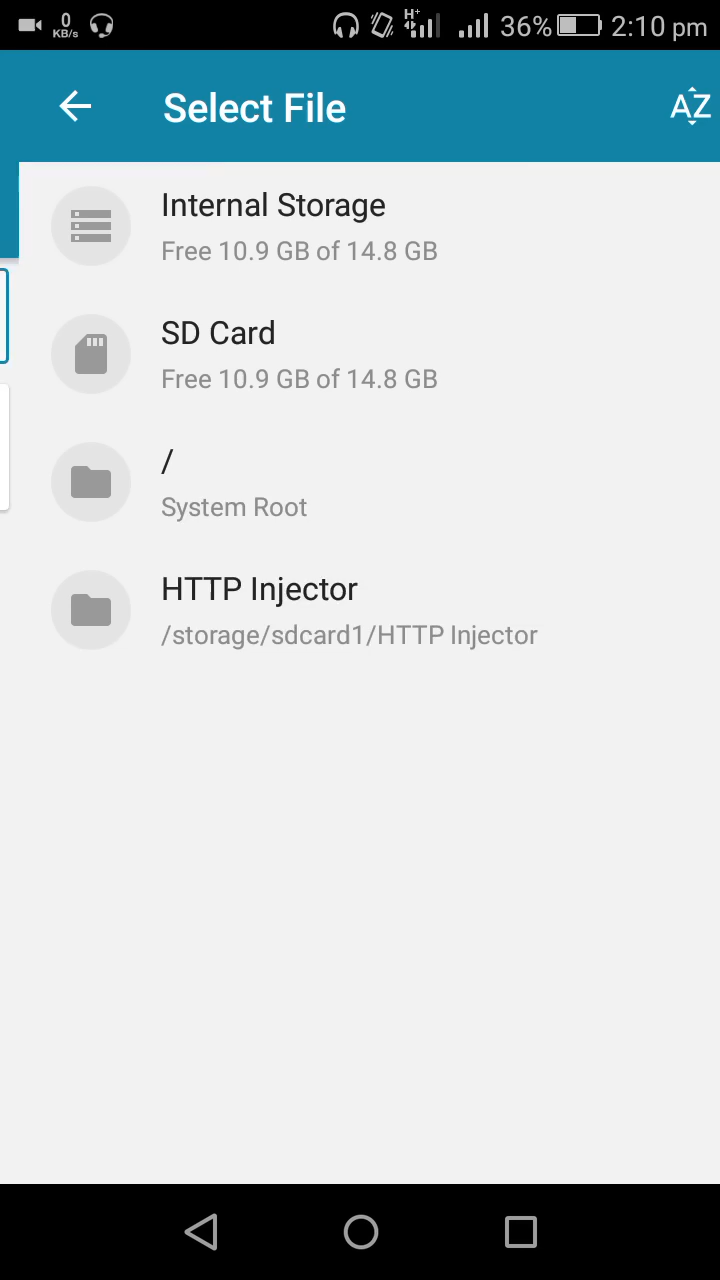 0
KB/s
H+
36%
2:10 pm
Select File
AZ
Internal Storage
Free 10.9 GB of 14.8 GB
SD Card
Free 10.9 GB of 14.8 GB
/
System Root
HTTP Injector
/storage/sdcard1/HTTP Injector